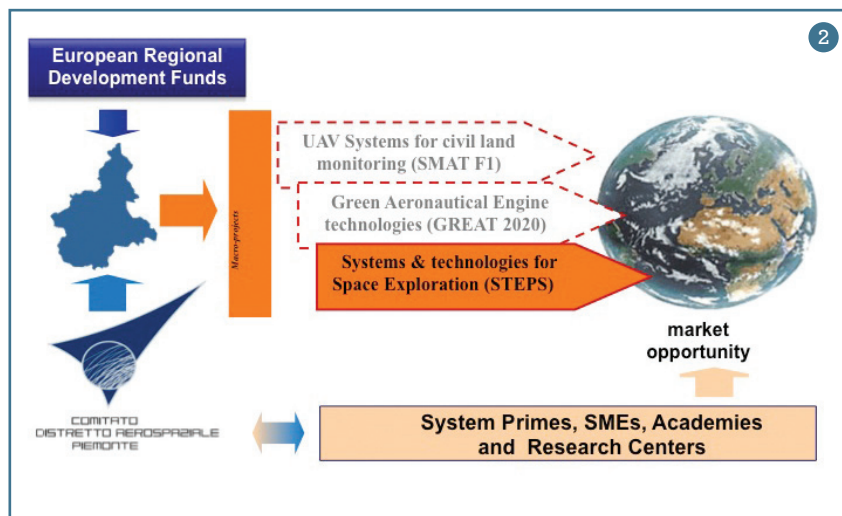 2
European Regional
Development Funds
UAV Systems for civil land
monitoring (SMAT F1)
Green Aeronautical Engine
technologies (GREAT 2020)
Macro-projects
Systems & technologies for
Space Exploration (STEPS)
market
opportunity
COMITATO
DISTRETTO AEROSPAZIALE
PIEMONTE
System Primes, SMEs, Academies
and Research Centers